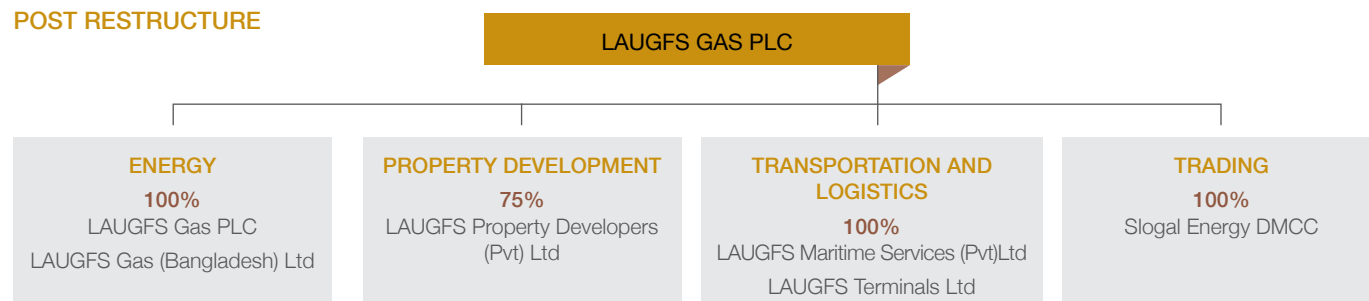 POST RESTRUCTURE
LAUGFS GAS PLC
ENERGY
100%
LAUGFS Gas PLC
LAUGFS Gas (Bangladesh) Ltd
PROPERTY DEVELOPMENT
75%
LAUGFS Property Developers
(Pvt) Ltd
TRANSPORTATION AND
LOGISTICS
100%
LAUGFS Maritime Services (Pvt)Ltd
LAUGFS Terminals Ltd
TRADING
100%
Slogal Energy DMCC